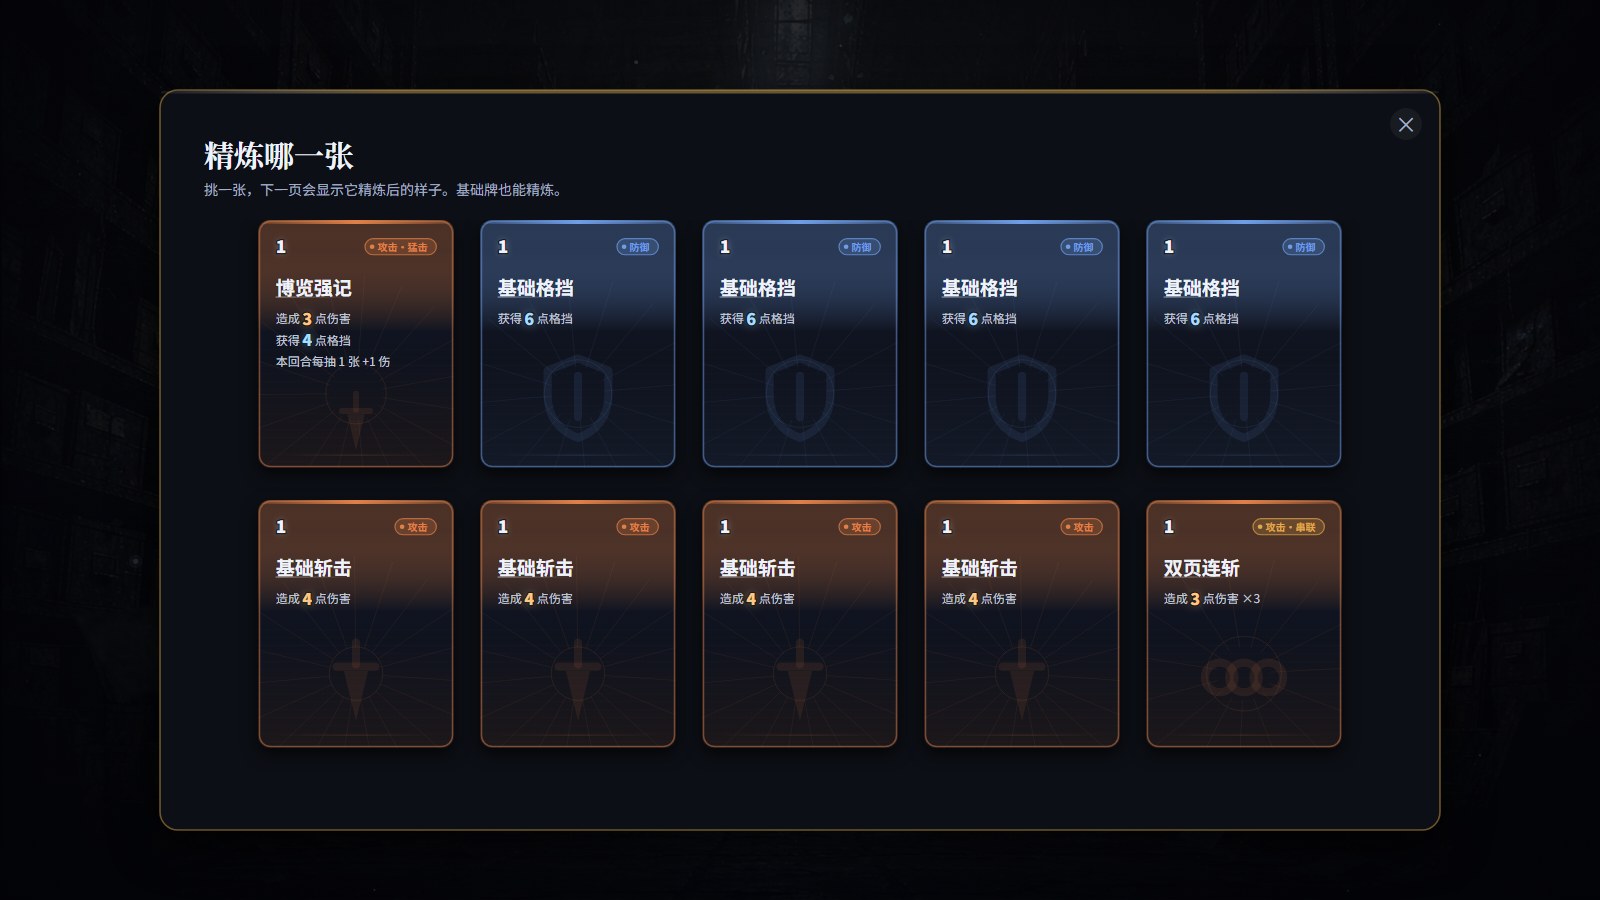 精炼哪一张
挑一张，下一页会显示它精炼后的样子。基础牌也能精炼。
1
攻击・猛击
博览强记
造成 3 点伤害
获得 4 点格挡
本回合每抽 1 张 +1 伤
1
防御
基础格挡
获得 6 点格挡
1
防御
基础格挡
获得 6 点格挡
1
防御
基础格挡
获得 6 点格挡
1
防御
基础格挡
获得 6 点格挡
1
攻击
基础斩击
造成 4 点伤害
1
攻击
基础斩击
造成 4 点伤害
1
攻击
基础斩击
造成 4 点伤害
1
攻击
基础斩击
造成 4 点伤害
1
攻击・串联
双页连斩
造成 3 点伤害 ×3